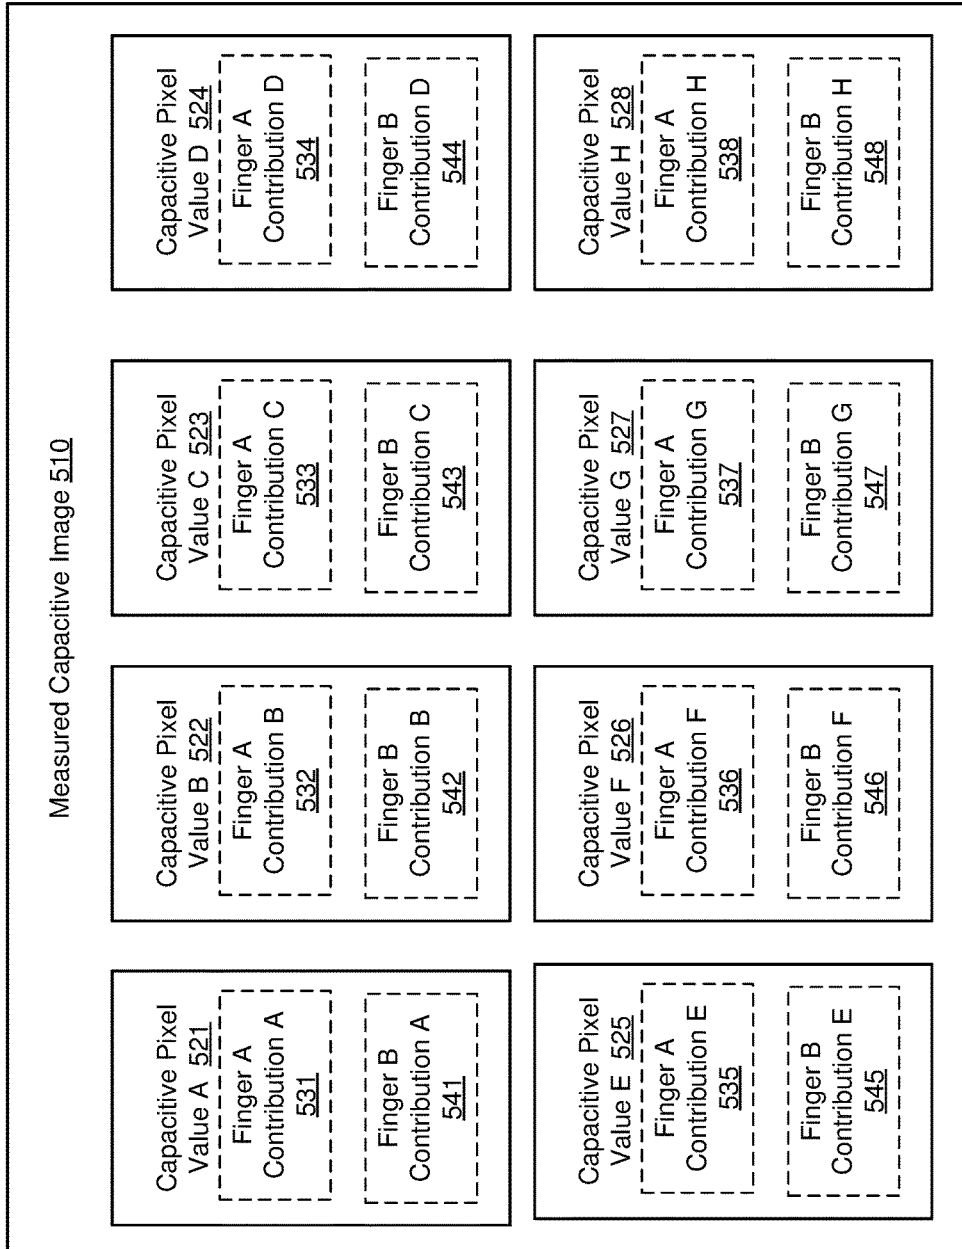 Measured Capacitive Image 510
Capacitive Pixel
Value A 521
Finger A
Contribution A
531
Finger B
Contribution A
541
Capacitive Pixel
Value B 522
Finger A
Contribution B
532
Finger B
Contribution B
542
Capacitive Pixel
Value C 523
Finger A
Contribution C
533
Finger B
Contribution C
543
Capacitive Pixel
Value D 524
Finger A
Contribution D
534
Finger B
Contribution D
544
Capacitive Pixel
Value E 525
Finger A
Contribution E
535
Finger B
Contribution E
545
Capacitive Pixel
Value F 526
Finger A
Contribution F
536
Finger B
Contribution F
546
Capacitive Pixel
Value G 527
Finger A
Contribution G
537
Finger B
Contribution G
547
Capacitive Pixel
Value H 528
Finger A
Contribution H
538
Finger B
Contribution H
548